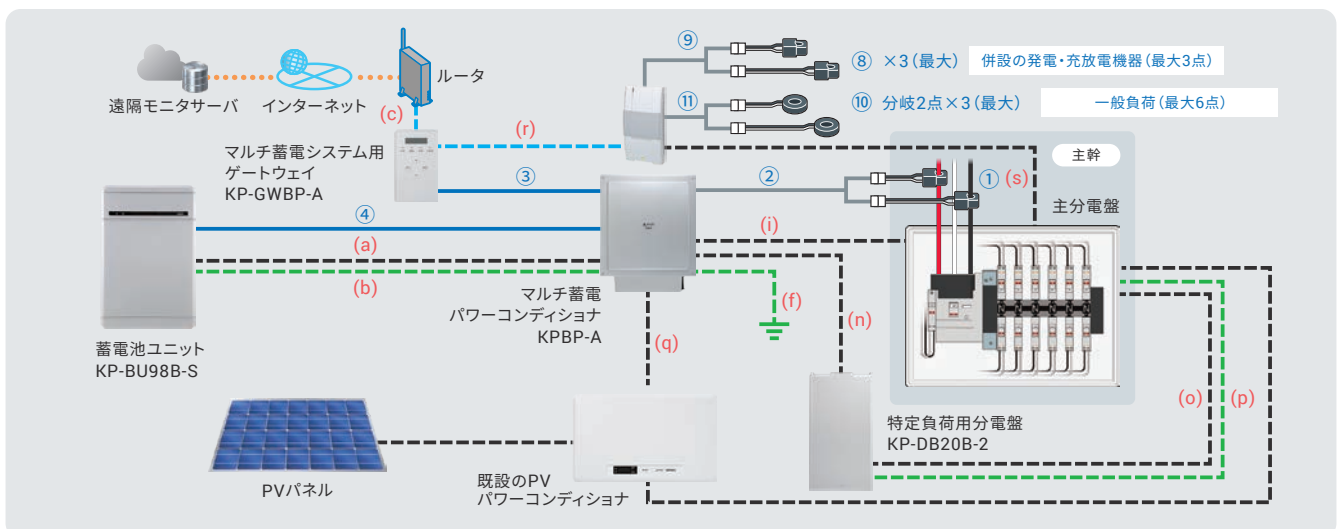 ⑨
⑧ ×3(最大) 併設の発電・充放電機器(最大3点)
ルータ
遠隔モニタサーバ インターネット
⑪
⑩ 分岐2点×3(最大) 一般負荷(最大6点)
(c)
(r)
マルチ蓄電システム用
ゲートウェイ
KP-GWBP-A
主幹
③
②
① (s)
主分電盤
④
(a)
(i)
(b)
マルチ蓄電
パワーコンディショナ
KPBP-A
(f)
(n)
蓄電池ユニット
KP-BU98B-S
(q)
(o)
(p)
特定負荷用分電盤
KP-DB20B-2
PVパネル
既設のPV
パワーコンディショナ